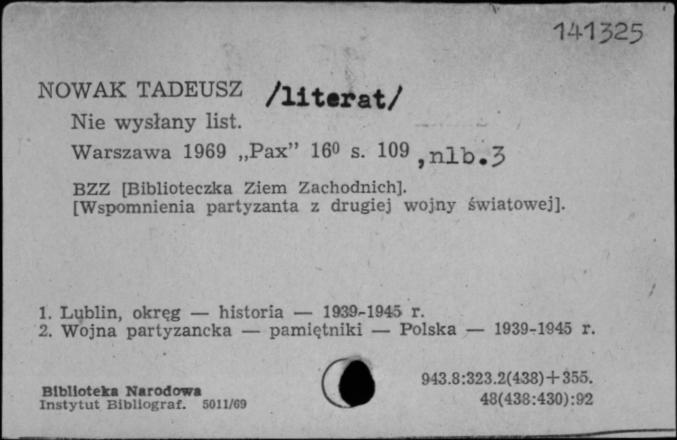 141325
NOWAK TADEUSZ /literat/
Nie wysłany list.
Warszawa 1969 „Pax” 16⁰ s. 109 ,nlb.3
BZZ [Biblioteczka Ziem Zachodnich].
[Wspomnienia partyzanta z drugiej wojny światowej].
1. Lublin, okręg — historia — 1939-1945 r.
2. Wojna partyzancka — pamiętniki — Polska — 1939-1945 r.
943.8:323.2(438)+355.
48(438:430):92
Biblioteka Narodowa
Instytut Bibliograf. 5011/69